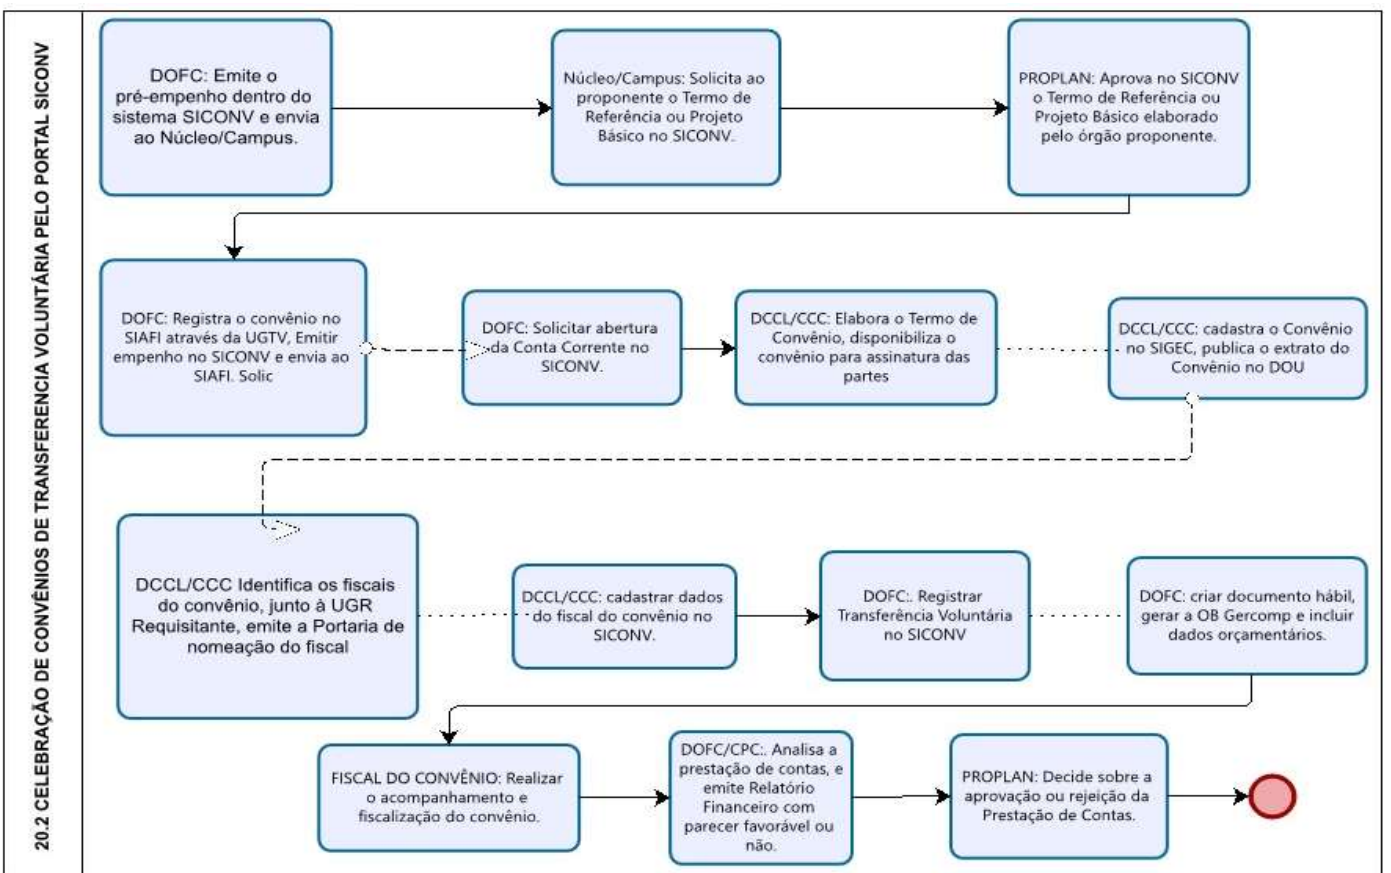 20.2 CELEBRAÇÃO DE CONVÊNIOS DE TRANSFERENCIA VOLUNTÁRIA PELO PORTAL SICONV
DOFC: Emite o
pré-empenho dentro do
sistema SICONV e envia
ao Núcleo/Campus.
Núcleo/Campus: Solicita ao
proponente o Termo de
Referência ou Projeto
Básico no SICONV.
PROPLAN: Aprova no SICONV
o Termo de Referência ou
Projeto Básico elaborado
pelo órgão proponente.
DOFC: Registra o convênio no
SIAFI através da UGTV, Emitir
empenho no SICONV e envia ao
SIAFI. Solic
DOFC: Solicitar abertura
da Conta Corrente no
SICONV.
DCCL/CCC: Elabora o Termo de
Convênio, disponibiliza o
convênio para assinatura das
partes
DCCL/CCC: cadastra o Convênio
no SIGEC, publica o extrato do
Convênio no DOU
DCCL/CCC Identifica os fiscais
do convênio, junto à UGR
Requisitante, emite a Portaria de
nomeação do fiscal
DCCL/CCC: cadastrar dados
do fiscal do convênio no
SICONV.
DOFC:. Registrar
Transferência Voluntária
no SICONV
DOFC: criar documento hábil,
gerar a OB Gercomp e incluir
dados orçamentários.
FISCAL DO CONVÊNIO: Realizar
o acompanhamento e
fiscalização do convênio.
DOFC/CPC:. Analisa a
prestação de contas, e
emite Relatório
Financeiro com
parecer favorável ou
não.
PROPLAN: Decide sobre a
aprovação ou rejeição da
Prestação de Contas.